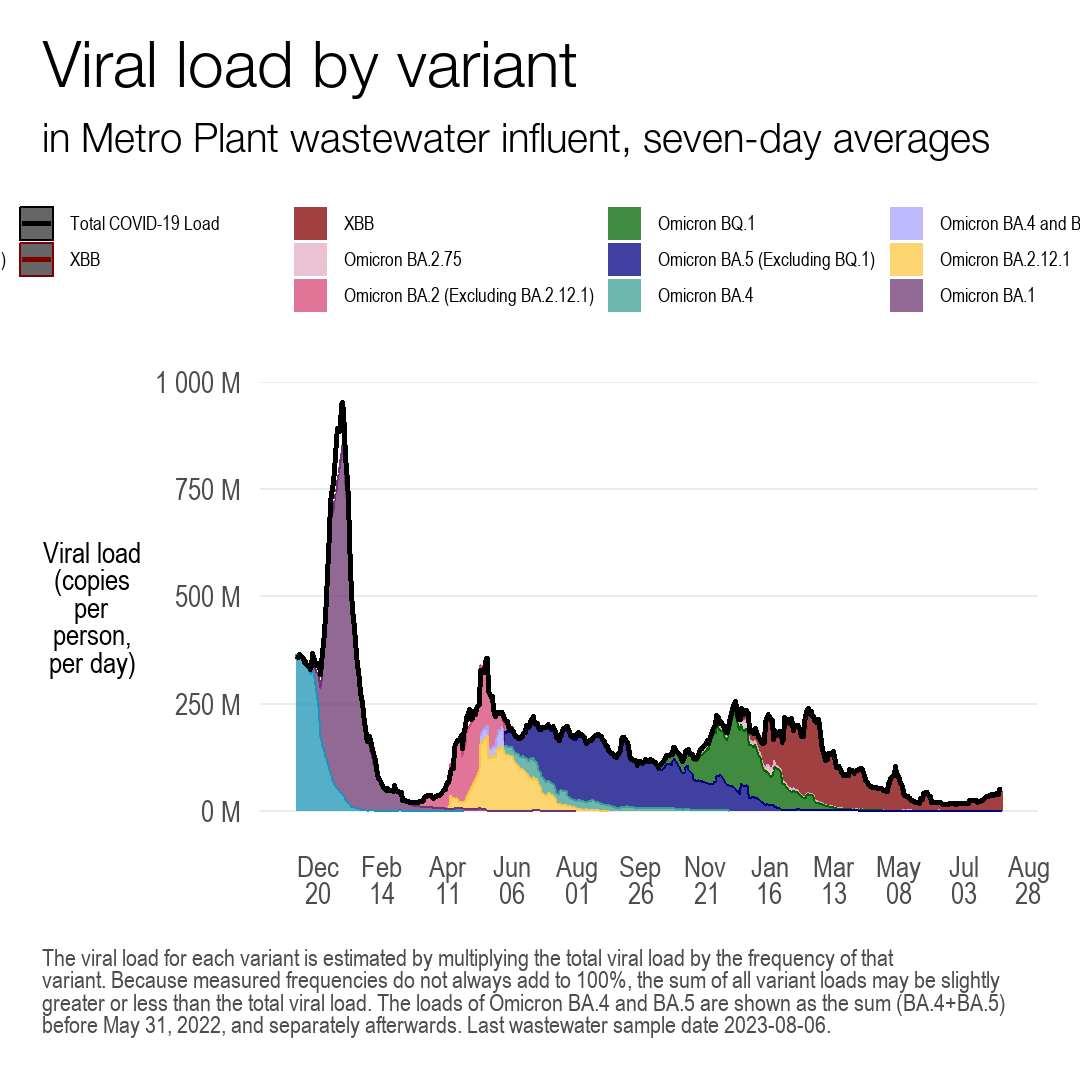 Viral load by variant
in Metro Plant wastewater influent, seven-day averages
Total COVID-19 Load XBB Omicron BQ.1 Omicron BA.4 and B
) XBB Omicron BA.2.75 Omicron BA.5 (Excluding BQ.1) Omicron BA.2.12.1
Omicron BA.2 (Excluding BA.2.12.1) Omicron BA.4 Omicron BA.1
1 000 M
750 M
500 M
250 M
0 M
Viral load
(copies
per
person,
per day)
Dec Feb Apr Jun Aug Sep Nov Jan Mar May Jul Aug
20 14 11 06 01 26 21 16 13 08 03 28
The viral load for each variant is estimated by multiplying the total viral load by the frequency of that
variant. Because measured frequencies do not always add to 100%, the sum of all variant loads may be slightly
greater or less than the total viral load. The loads of Omicron BA.4 and BA.5 are shown as the sum (BA.4+BA.5)
before May 31, 2022, and separately afterwards. Last wastewater sample date 2023-08-06.